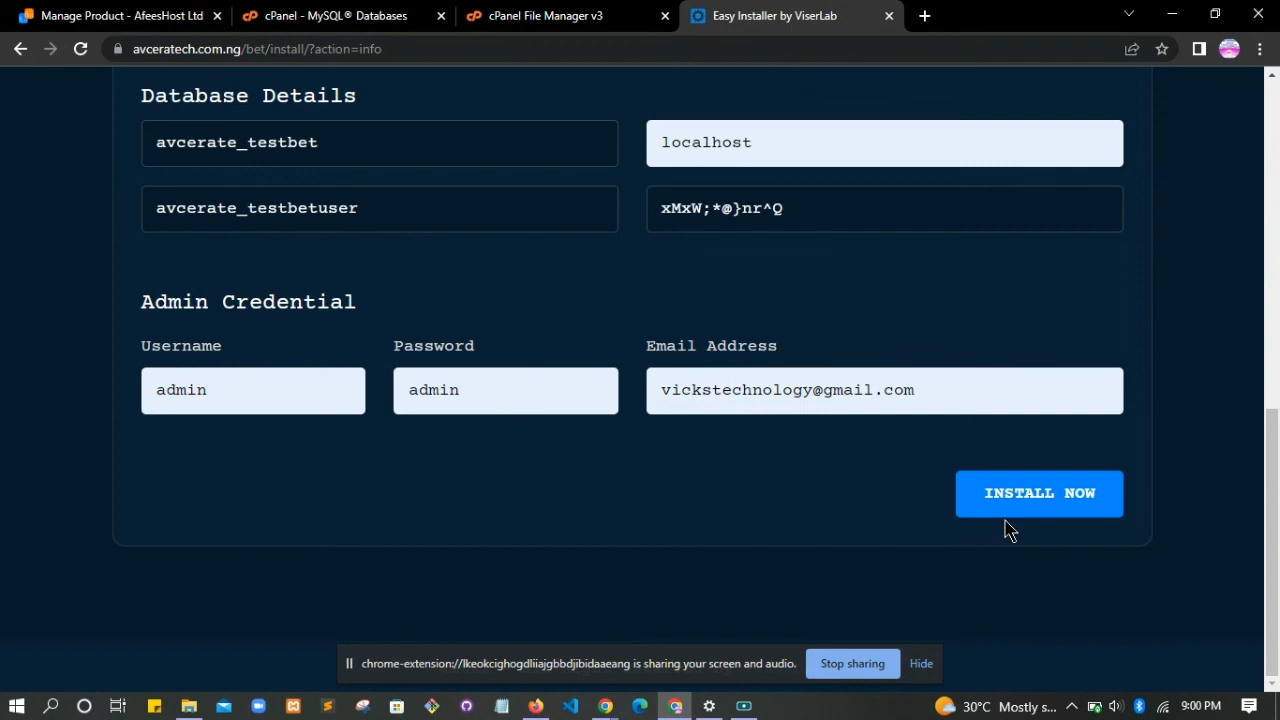 Manage Product - AfeesHost Ltd
cPanel - MySQL® Databases
cPanel File Manager v3
Easy Installer by ViserLab
avceratech.com.ng/bet/install/?action=info
Database Details
avcerate_testbet
localhost
avcerate_testbetuser
xMxW;*@}nr^Q
Admin Credential
Username
Password
Email Address
admin
admin
vickstechnology@gmail.com
INSTALL NOW
chrome-extension://lkeokcighogdliiajgbbdjibidaaeang is sharing your screen and audio.
Stop sharing
Hide
30°C Mostly s...
9:00 PM